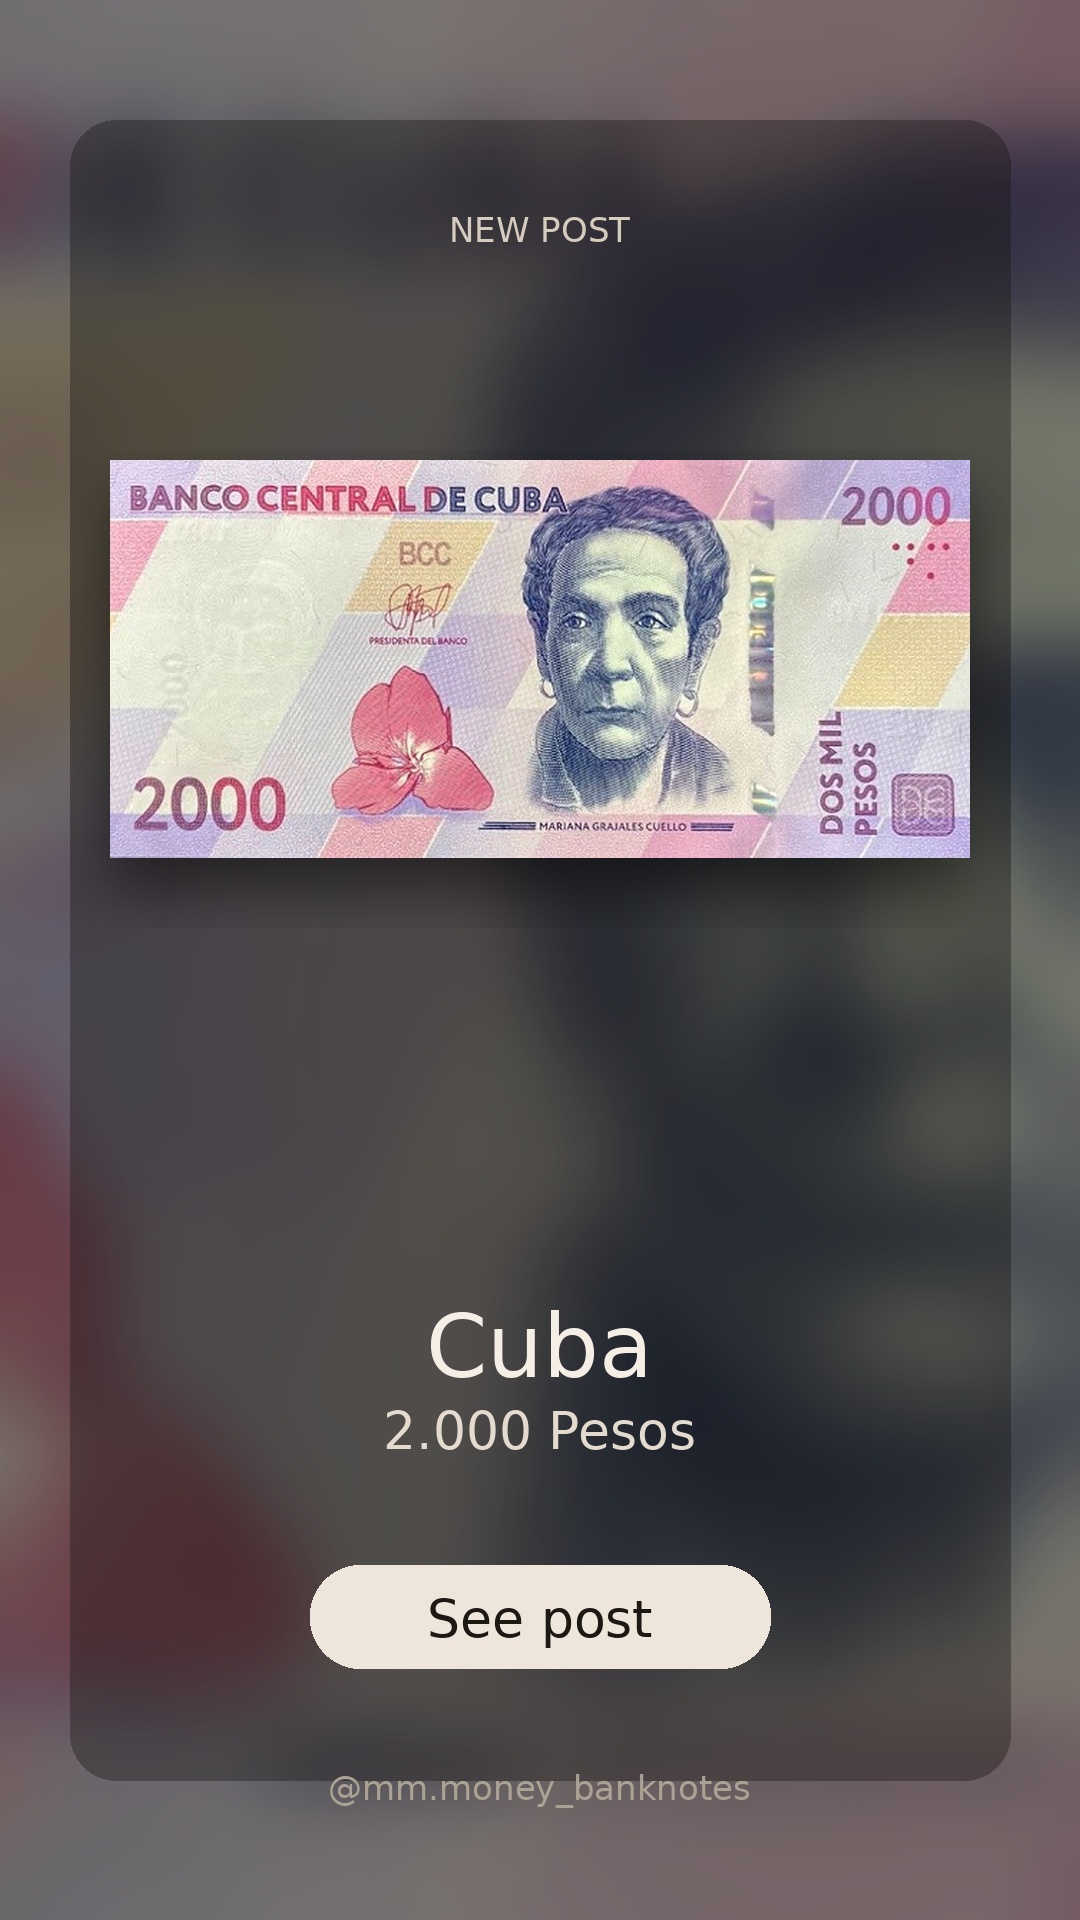 NEW POST
BANCO CENTRAL DE CUBA
2000
BCC
PRESIDENTA DEL BANCO
2000
DOS MIL
PESOS
2000
MARIANA GRAJALES CUELLO
Cuba
2.000 Pesos
See post
@mm.money_banknotes